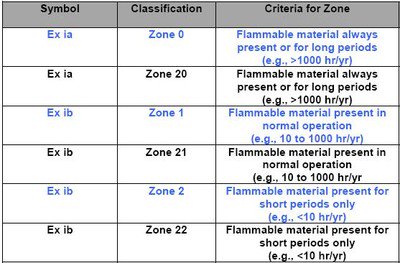 Symbol Classification Criteria for Zone
Ex ia Zone 0 Flammable material always
present or for long periods
(e.g., >1000 hr/yr)
Ex ia Zone 20 Flammable material always
present or for long periods
(e.g., >1000 hr/yr)
Ex ib Zone 1 Flammable material present in
normal operation
(e.g., 10 to 1000 hr/yr)
Ex ib Zone 21 Flammable material present in
normal operation
(e.g., 10 to 1000 hr/yr
Ex ib Zone 2 Flammable material present for
short periods only
(e.g., <10 hr/yr)
Ex ib Zone 22 Flammable material present for
short periods only
(e.g., <10 hr/yr)